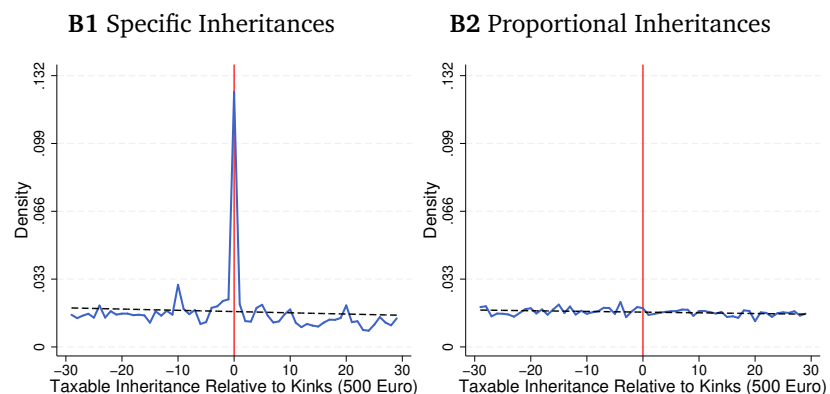 B1 Specific Inheritances
.132
.099
.066
.033
0
Density
−30 −20 −10 0 10 20 30
Taxable Inheritance Relative to Kinks (500 Euro)
B2 Proportional Inheritances
.132
.099
.066
.033
0
Density
−30 −20 −10 0 10 20 30
Taxable Inheritance Relative to Kinks (500 Euro)